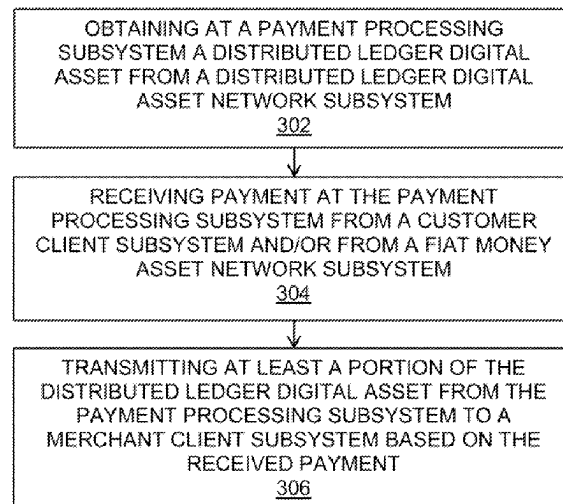 OBTAINING AT A PAYMENT PROCESSING
SUBSYSTEM A DISTRIBUTED LEDGER DIGITAL
ASSET FROM A DISTRIBUTED LEDGER DIGITAL
ASSET NETWORK SUBSYSTEM
302
RECEIVING PAYMENT AT THE PAYMENT
PROCESSING SUBSYSTEM FROM A CUSTOMER
CLIENT SUBSYSTEM AND/OR FROM A FIAT MONEY
ASSET NETWORK SUBSYSTEM
304
TRANSMITTING AT LEAST A PORTION OF THE
DISTRIBUTED LEDGER DIGITAL ASSET FROM THE
PAYMENT PROCESSING SUBSYSTEM TO A
MERCHANT CLIENT SUBSYSTEM BASED ON THE
RECEIVED PAYMENT
306